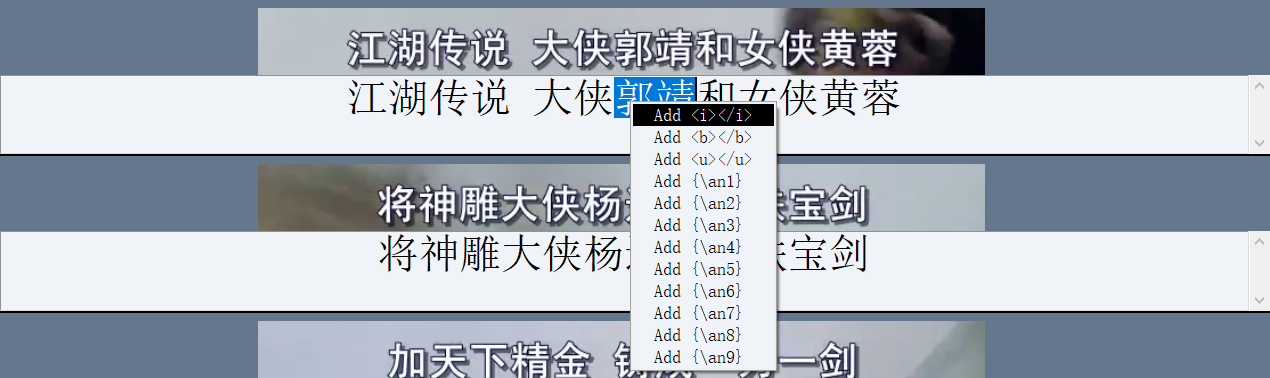 江湖传说 大侠郭靖和女侠黄蓉
江湖传说 大侠郭靖和女侠黄蓉
Add <i></i>
Add <b></b>
Add <u></u>
Add {\an1}
Add {\an2}
Add {\an3}
Add {\an4}
Add {\an5}
Add {\an6}
Add {\an7}
Add {\an8}
Add {\an9}
将神雕大侠杨 宝剑
将神雕大侠杨 宝剑
加天下精金 一剑